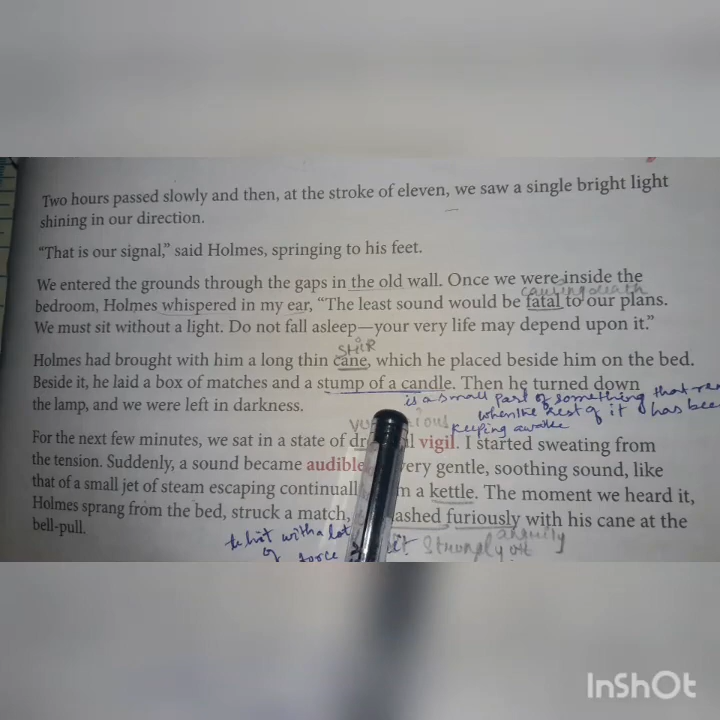 Two hours passed slowly and then, at the stroke of eleven, we saw a single bright light
shining in our direction.
"That is our signal," said Holmes, springing to his feet.
We entered the grounds through the gaps in the old wall. Once we were inside the
causing death
bedroom, Holmes whispered in my ear, "The least sound would be fatal to our plans.
We must sit without a light. Do not fall asleep—your very life may depend upon it."
stick
Holmes had brought with him a long thin cane, which he placed beside him on the bed.
Beside it, he laid a box of matches and a stump of a candle. Then he turned down
is a small part of something that
the lamp, and we were left in darkness.
when the rest of it has been
keeping awake
For the next few minutes, we sat in a state of vigil. I started sweating from
the tension. Suddenly, a sound became audible very gentle, soothing sound, like
that of a small jet of steam escaping continually a kettle. The moment we heard it,
Holmes sprang from the bed, struck a match, furiously with his cane at the
bell-pull.
to hit with a lot
of force
strongly
angrily
InShOt